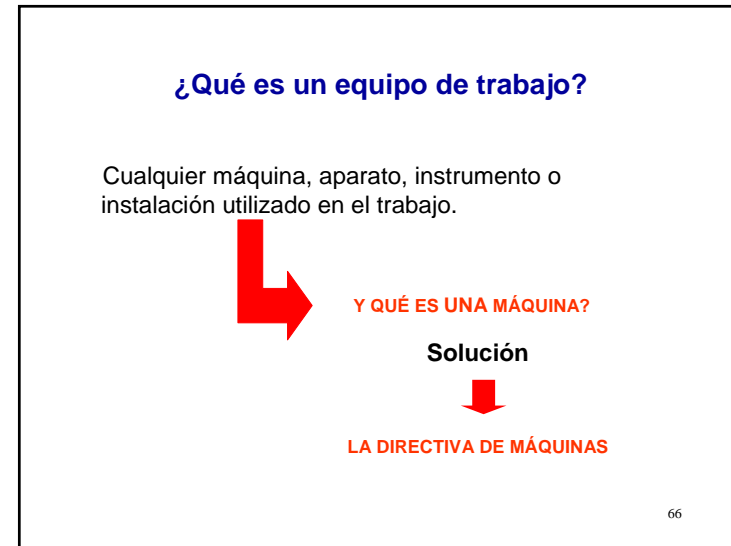 ¿Qué es un equipo de trabajo?
Cualquier máquina, aparato, instrumento o
instalación utilizado en el trabajo.
Y QUÉ ES UNA MÁQUINA?
Solución
LA DIRECTIVA DE MÁQUINAS
66